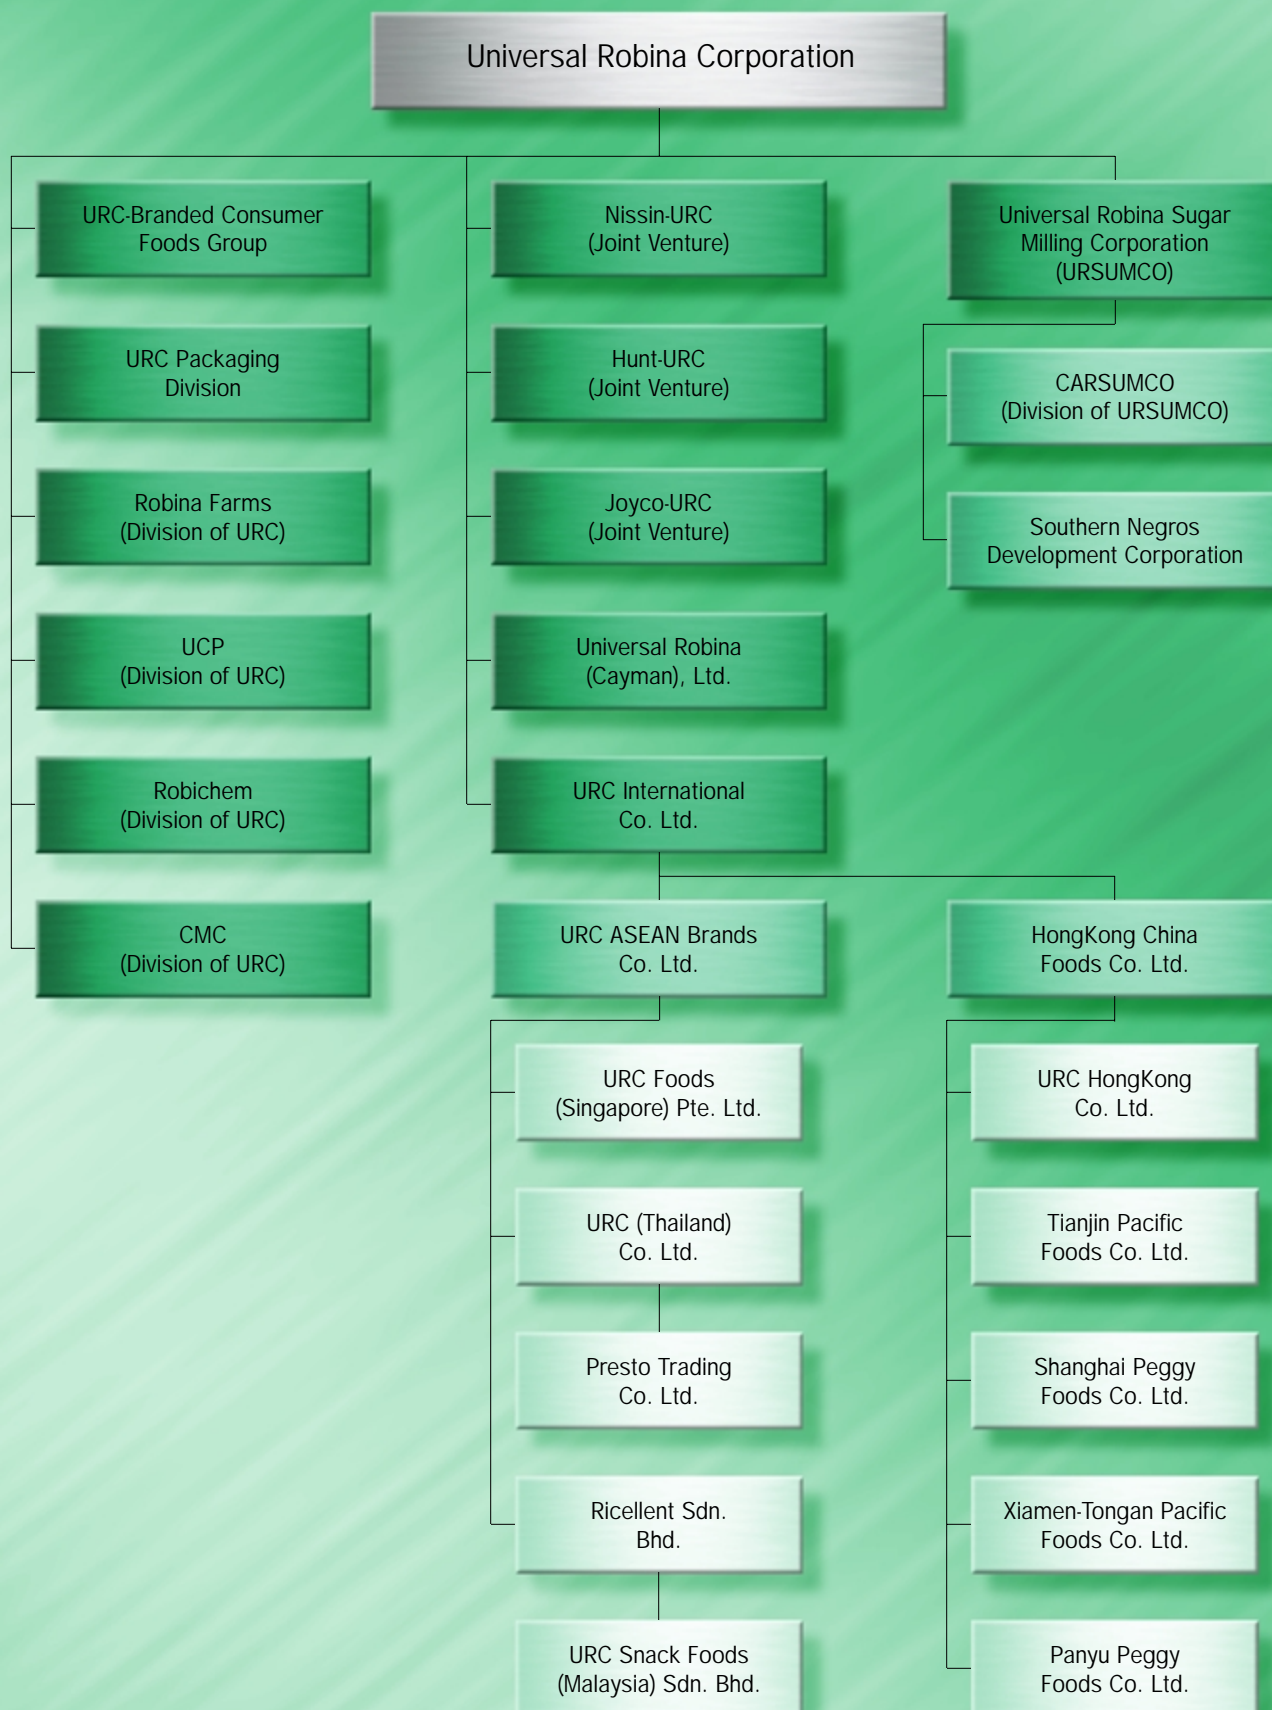 Universal Robina Corporation
URC-Branded Consumer
Foods Group
URC Packaging
Division
Robina Farms
(Division of URC)
UCP
(Division of URC)
Robichem
(Division of URC)
CMC
(Division of URC)
Nissin-URC
(Joint Venture)
Hunt-URC
(Joint Venture)
Joyco-URC
(Joint Venture)
Universal Robina
(Cayman), Ltd.
URC International
Co. Ltd.
URC ASEAN Brands
Co. Ltd.
URC Foods
(Singapore) Pte. Ltd.
URC (Thailand)
Co. Ltd.
Presto Trading
Co. Ltd.
Ricellent Sdn.
Bhd.
URC Snack Foods
(Malaysia) Sdn. Bhd.
Universal Robina Sugar
Milling Corporation
(URSUMCO)
CARSUMCO
(Division of URSUMCO)
Southern Negros
Development Corporation
HongKong China
Foods Co. Ltd.
URC HongKong
Co. Ltd.
Tianjin Pacific
Foods Co. Ltd.
Shanghai Peggy
Foods Co. Ltd.
Xiamen-Tongan Pacific
Foods Co. Ltd.
Panyu Peggy
Foods Co. Ltd.